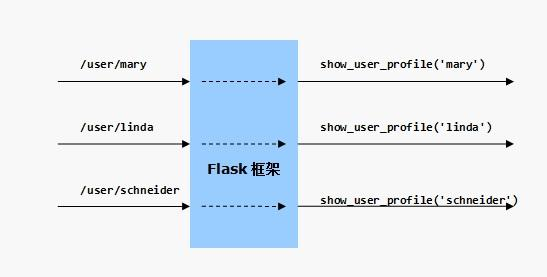 /user/mary
show_user_profile('mary')
/user/linda
show_user_profile('linda')
Flask 框架
/user/schneider
show_user_profile('schneider')